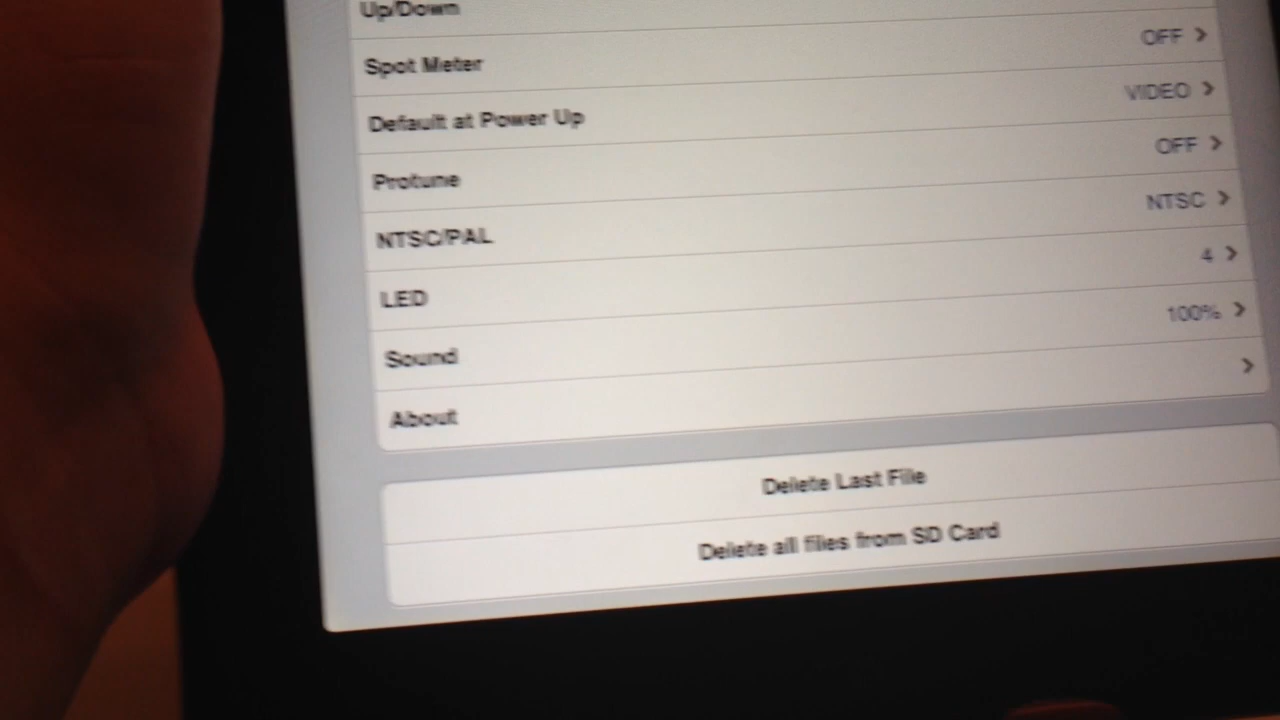 Up/Down
Spot Meter OFF >
Default at Power Up VIDEO >
Protune OFF >
NTSC/PAL NTSC >
LED 4 >
Sound 100% >
About >
Delete Last File
Delete all files from SD Card